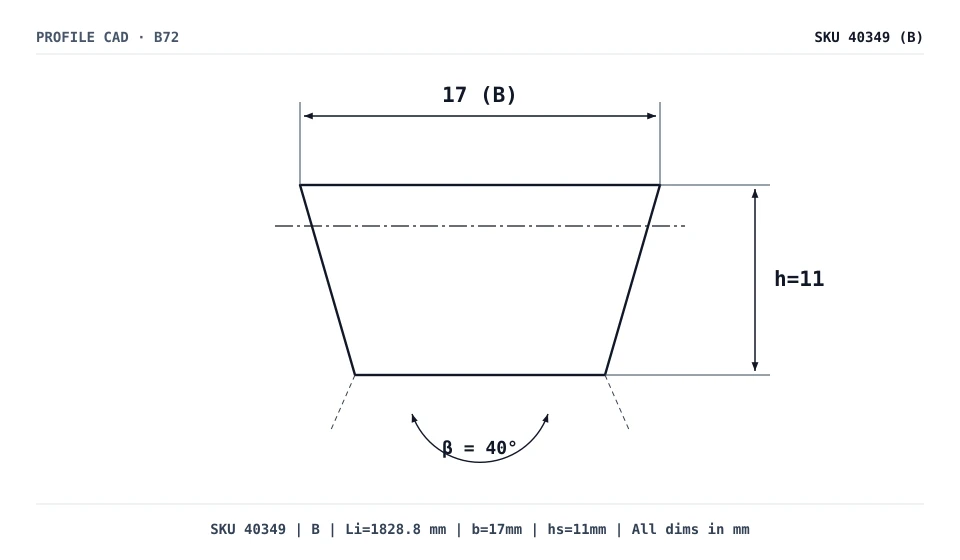 PROFILE CAD · B72
SKU 40349 (B)
17 (B)
h=11
β = 40°
SKU 40349 | B | Li=1828.8 mm | b=17mm | hs=11mm | All dims in mm